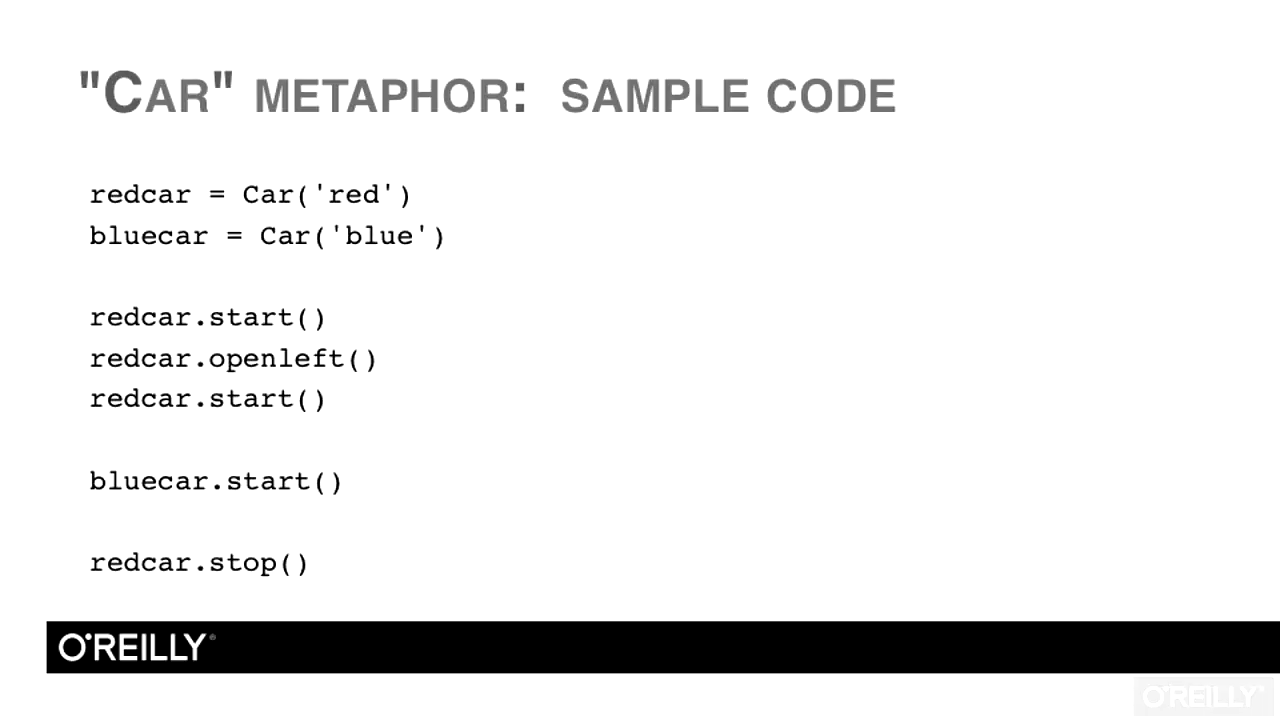 "CAR" METAPHOR: SAMPLE CODE
redcar = Car('red')
bluecar = Car('blue')
redcar.start()
redcar.openleft()
redcar.start()
bluecar.start()
redcar.stop()
O'REILLY®
O'REILLY®